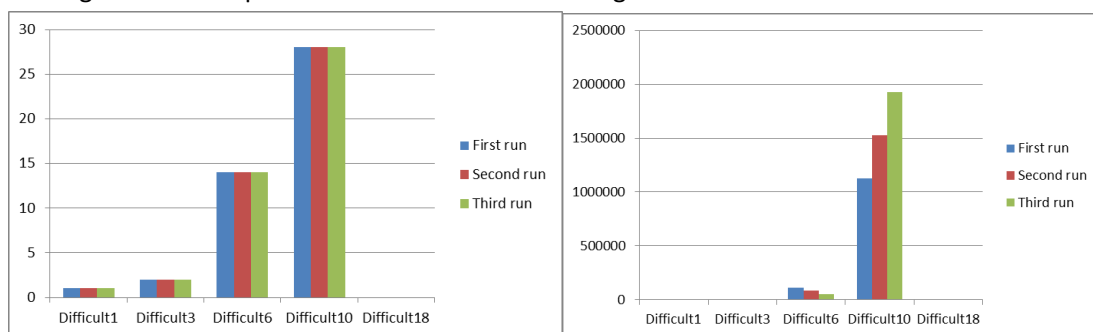 30
25
20
15
10
5
0
Difficult1 Difficult3 Difficult6 Difficult10 Difficult18
First run
Second run
Third run
2500000
2000000
1500000
1000000
500000
0
Difficult1 Difficult3 Difficult6 Difficult10 Difficult18
First run
Second run
Third run